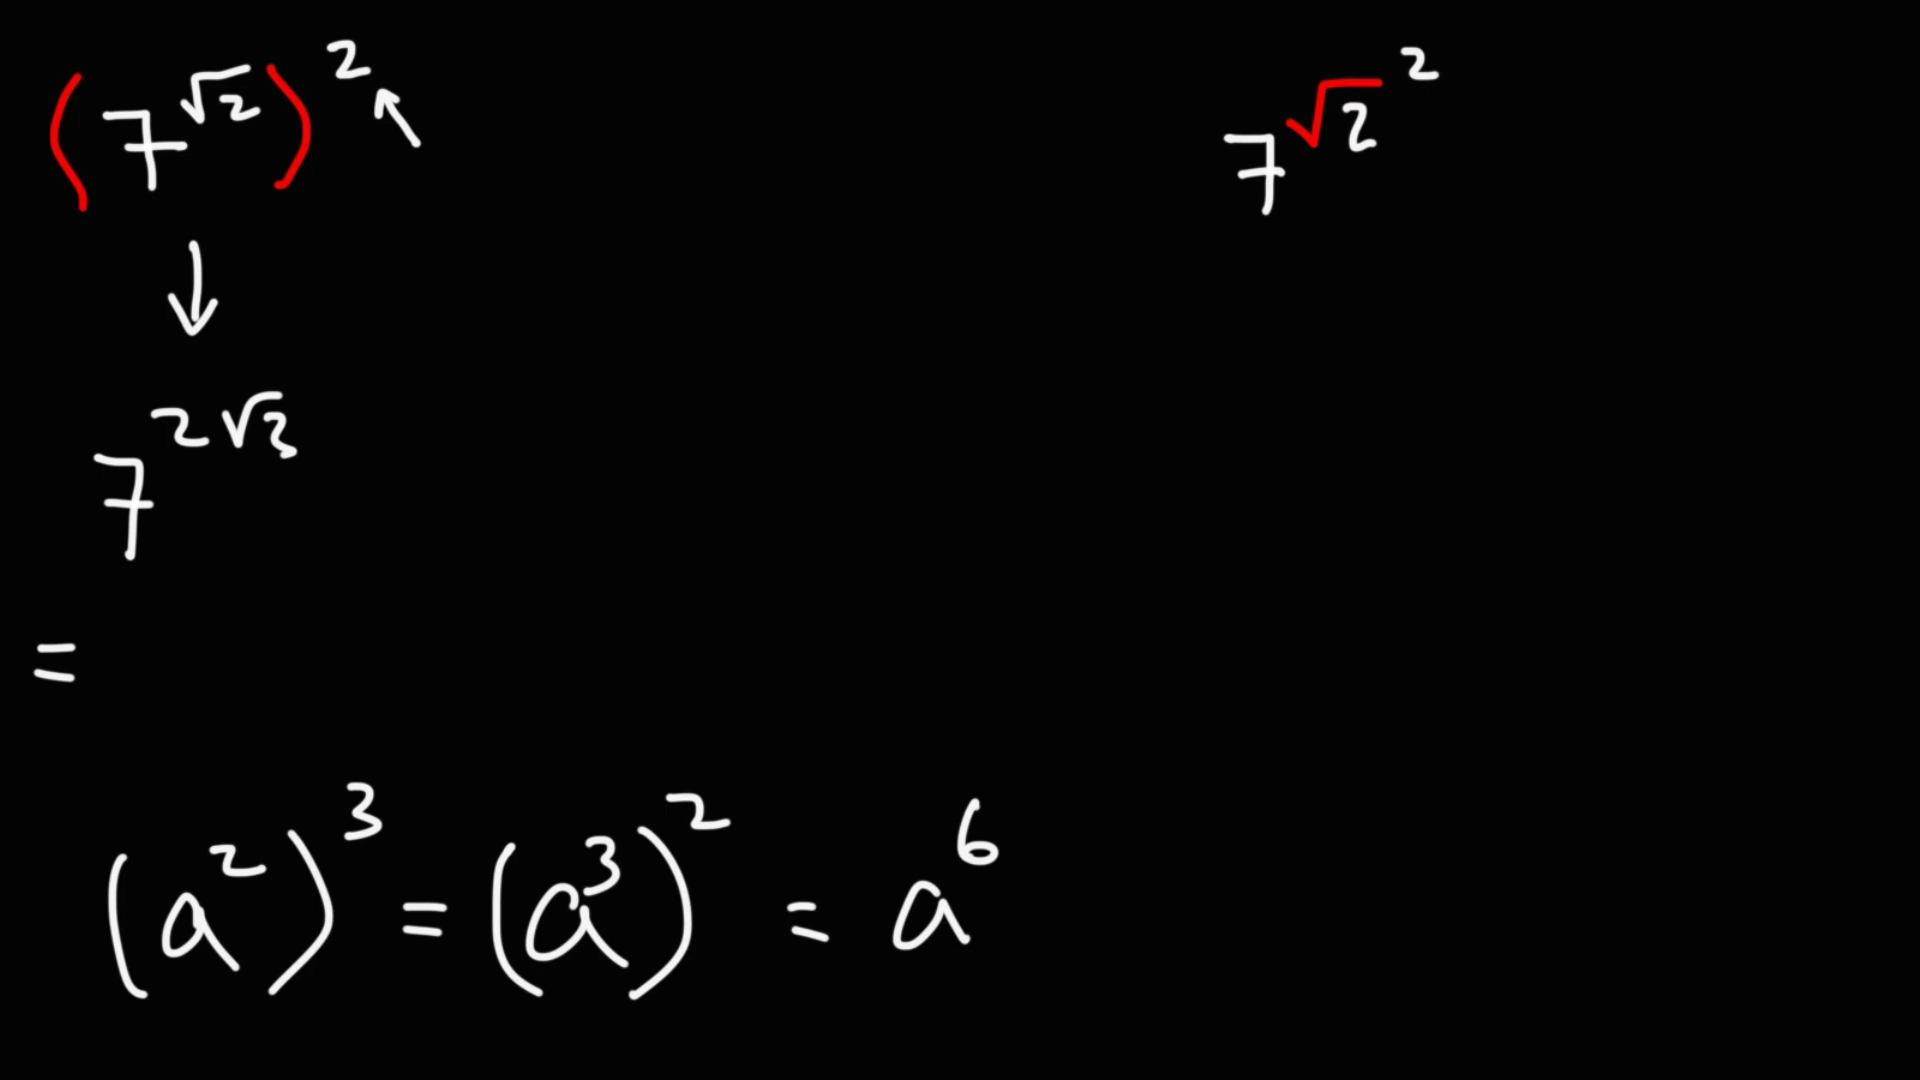 (7^√2)^2    7^√2^2
↓
7^2√3
=
(a^2)^3 = (a^3)^2 = a^6